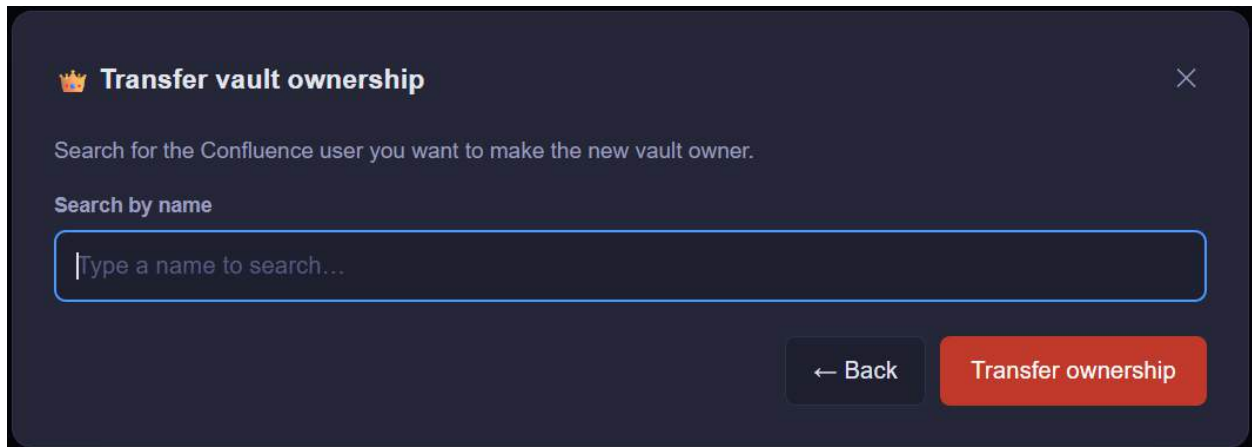 Transfer vault ownership
Search for the Confluence user you want to make the new vault owner.
Search by name
Type a name to search…
← Back
Transfer ownership